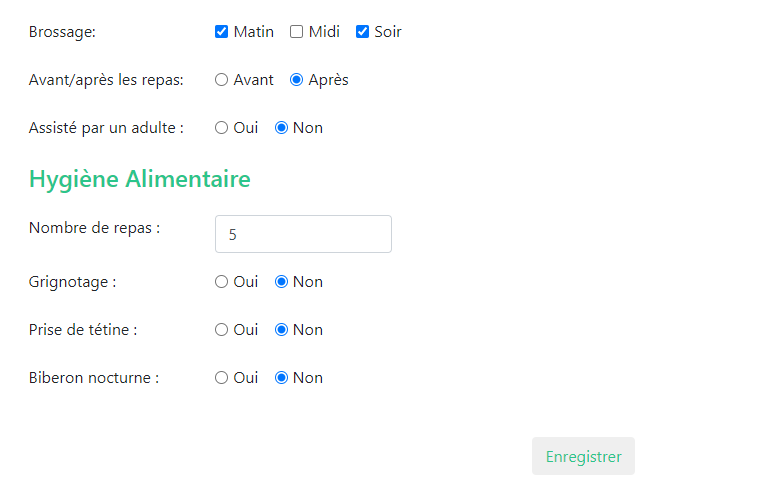 Brossage: Matin Midi Soir
Avant/après les repas: Avant Après
Assisté par un adulte : Oui Non
Hygiène Alimentaire
Nombre de repas : 5
Grignotage : Oui Non
Prise de tétine : Oui Non
Biberon nocturne : Oui Non
Enregistrer